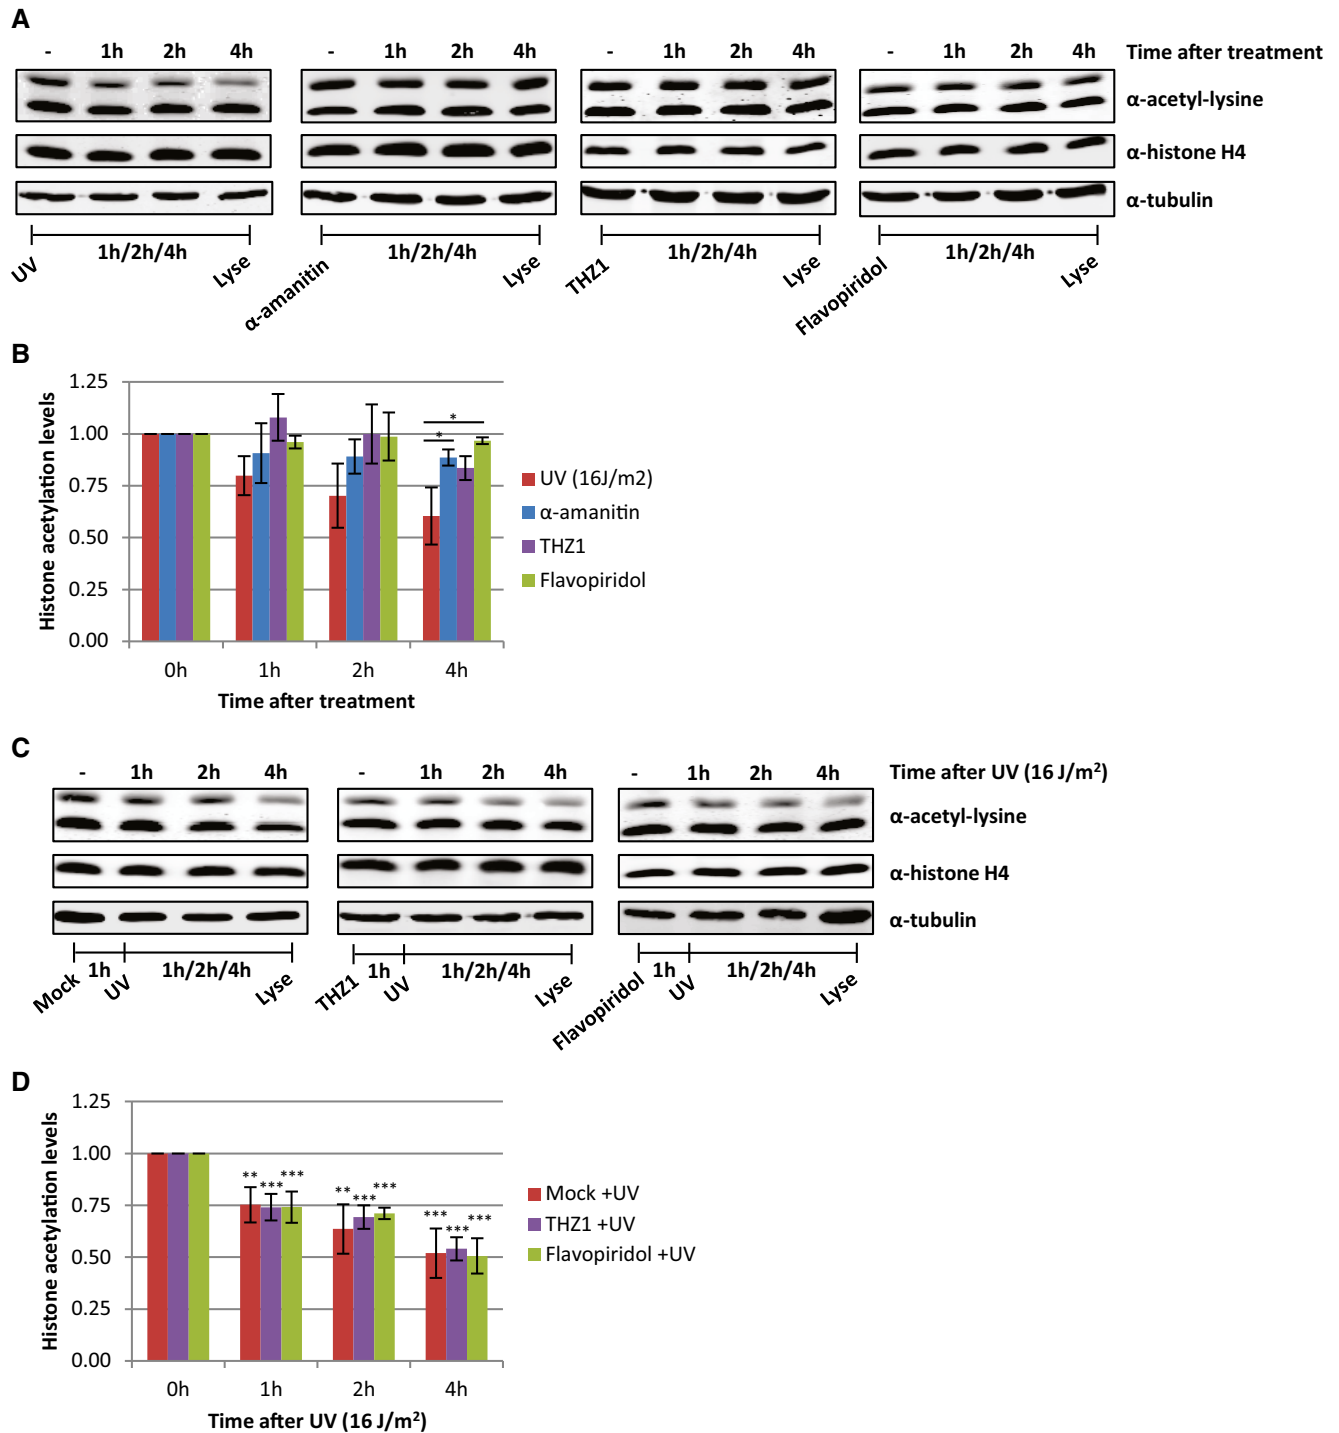 A
- 1h 2h 4h - 1h 2h 4h - 1h 2h 4h - 1h 2h 4h Time after treatment
α-acetyl-lysine
α-histone H4
α-tubulin
1h/2h/4h 1h/2h/4h 1h/2h/4h 1h/2h/4h
UV Lyse α-amanitin Lyse THZ1 Lyse Flavopiridol Lyse
B
Histone acetylation levels
1.25
1.00
0.75
0.50
0.25
0.00
* *
0h 1h 2h 4h
Time after treatment
UV (16J/m2)
α-amanitin
THZ1
Flavopiridol
C
- 1h 2h 4h - 1h 2h 4h - 1h 2h 4h Time after UV (16 J/m²)
α-acetyl-lysine
α-histone H4
α-tubulin
1h 1h/2h/4h 1h 1h/2h/4h 1h 1h/2h/4h
Mock UV Lyse THZ1 UV Lyse Flavopiridol UV Lyse
D
Histone acetylation levels
1.25
1.00
0.75
0.50
0.25
0.00
** *** *** ** *** *** *** *** ***
0h 1h 2h 4h
Time after UV (16 J/m²)
Mock +UV
THZ1 +UV
Flavopiridol +UV